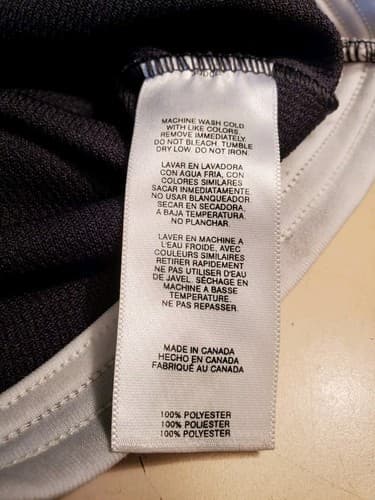 MACHINE WASH COLD
WITH LIKE COLORS.
REMOVE IMMEDIATELY.
DO NOT BLEACH. TUMBLE
DRY LOW. DO NOT IRON.
LAVAR EN LAVADORA
CON AGUA FRIA, CON
COLORES SIMILARES
SACAR INMEDIATAMENTE.
NO USAR BLANQUEADOR
SECAR EN SECADORA,
A BAJA TEMPERATURA.
NO PLANCHAR.
LAVER EN MACHINE A
L'EAU FROIDE, AVEC
COULEURS SIMILAIRES
RETIRER RAPIDEMENT
NE PAS UTILISER D'EAU
DE JAVEL. SÉCHAGE EN
MACHINE A BASSE
TEMPERATURE.
NE PAS REPASSER.
MADE IN CANADA
HECHO EN CANADA
FABRIQUÉ AU CANADA
100% POLYESTER
100% POLIESTER
100% POLYESTER